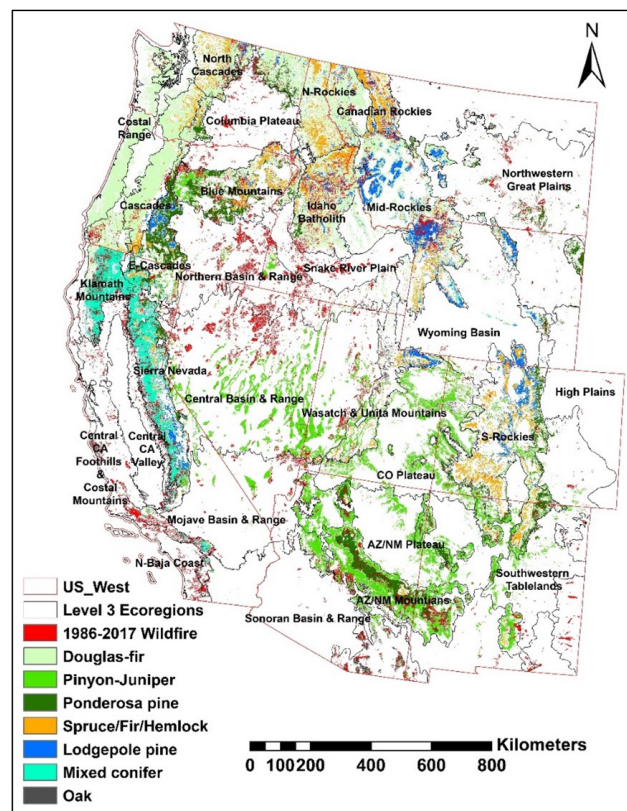 N
North
Cascades
N-Rockies
Canadian Rockies
Costal
Range
Columbia Plateau
Northwestern
Great Plains
Blue Mountains
Idaho
Batholith
Mid-Rockies
Cascades
E-Cascades
Snake River Plain
Northern Basin & Range
Klamath
Mountains
Wyoming Basin
Sierra Nevada
High Plains
Central Basin & Range
Wasatch & Unita Mountains
S-Rockies
Central
CA
Foothills
&
Costal
Mountains
Central
CA
Valley
CO Plateau
Mojave Basin & Range
AZ/NM Plateau
N-Baja Coast
Southwestern
Tablelands
AZ/NM Mountians
Sonoran Basin & Range
US_West
Level 3 Ecoregions
1986-2017 Wildfire
Douglas-fir
Pinyon-Juniper
Ponderosa pine
Spruce/Fir/Hemlock
Lodgepole pine
Mixed conifer
Oak
Kilometers
0 100200 400 600 800